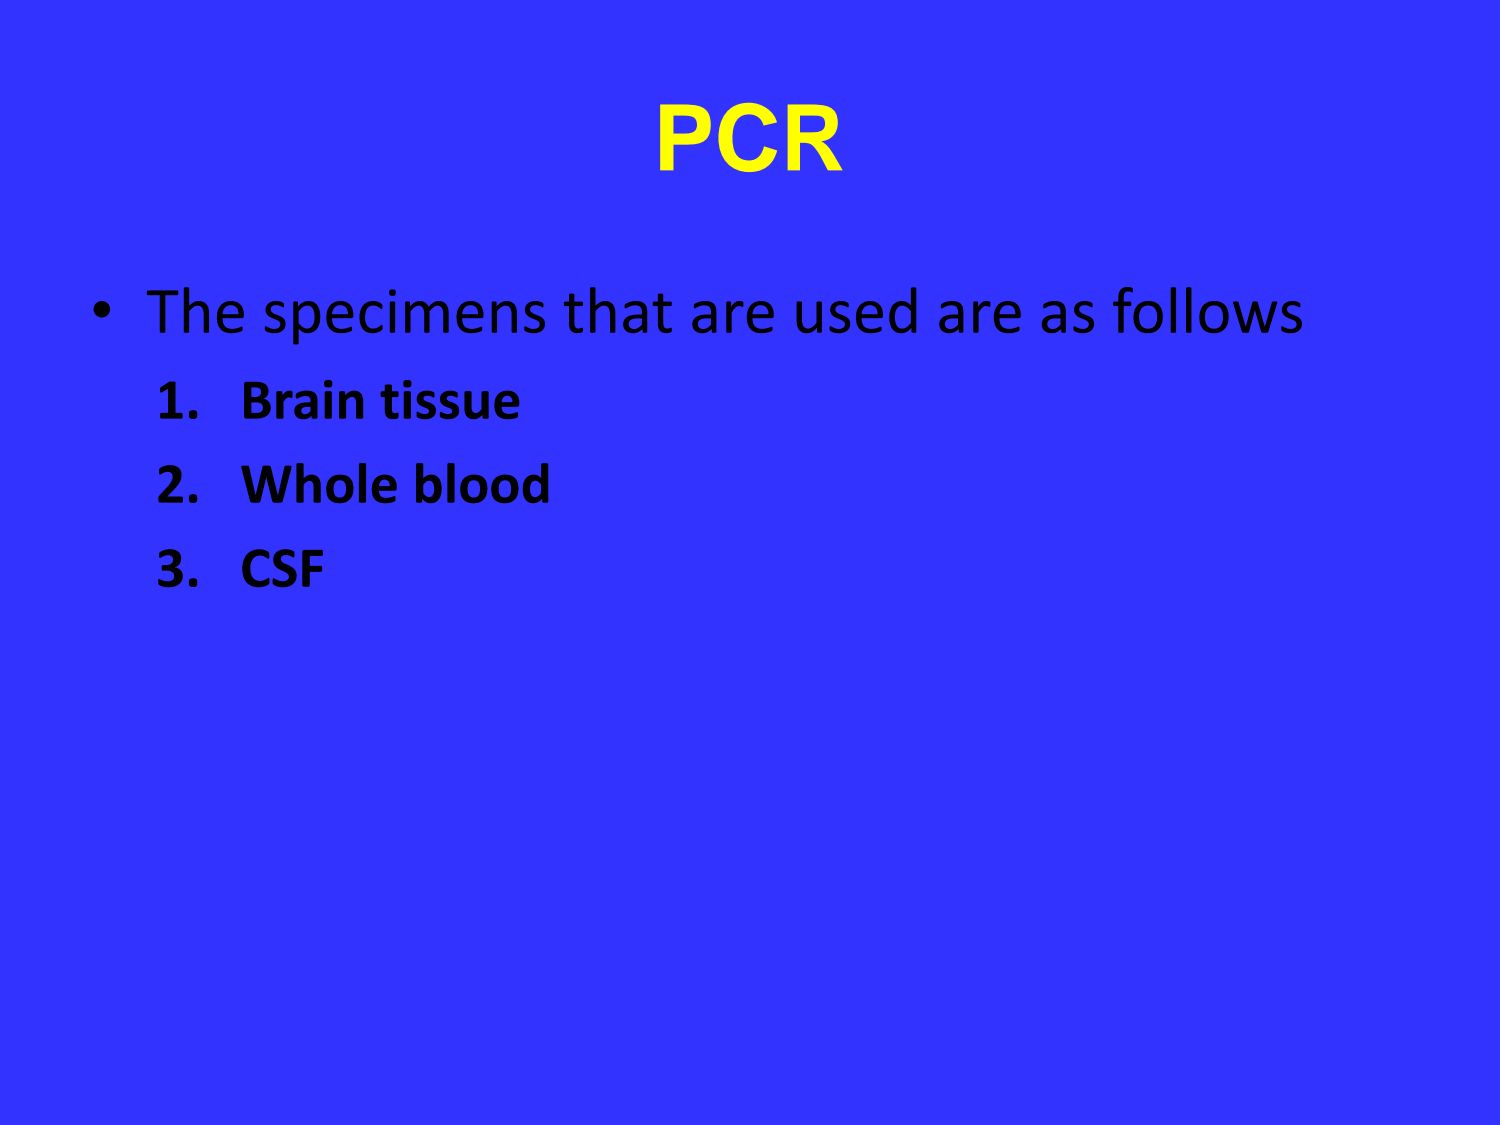 PCR
• The specimens that are used are as follows
1. Brain tissue
2. Whole blood
3. CSF